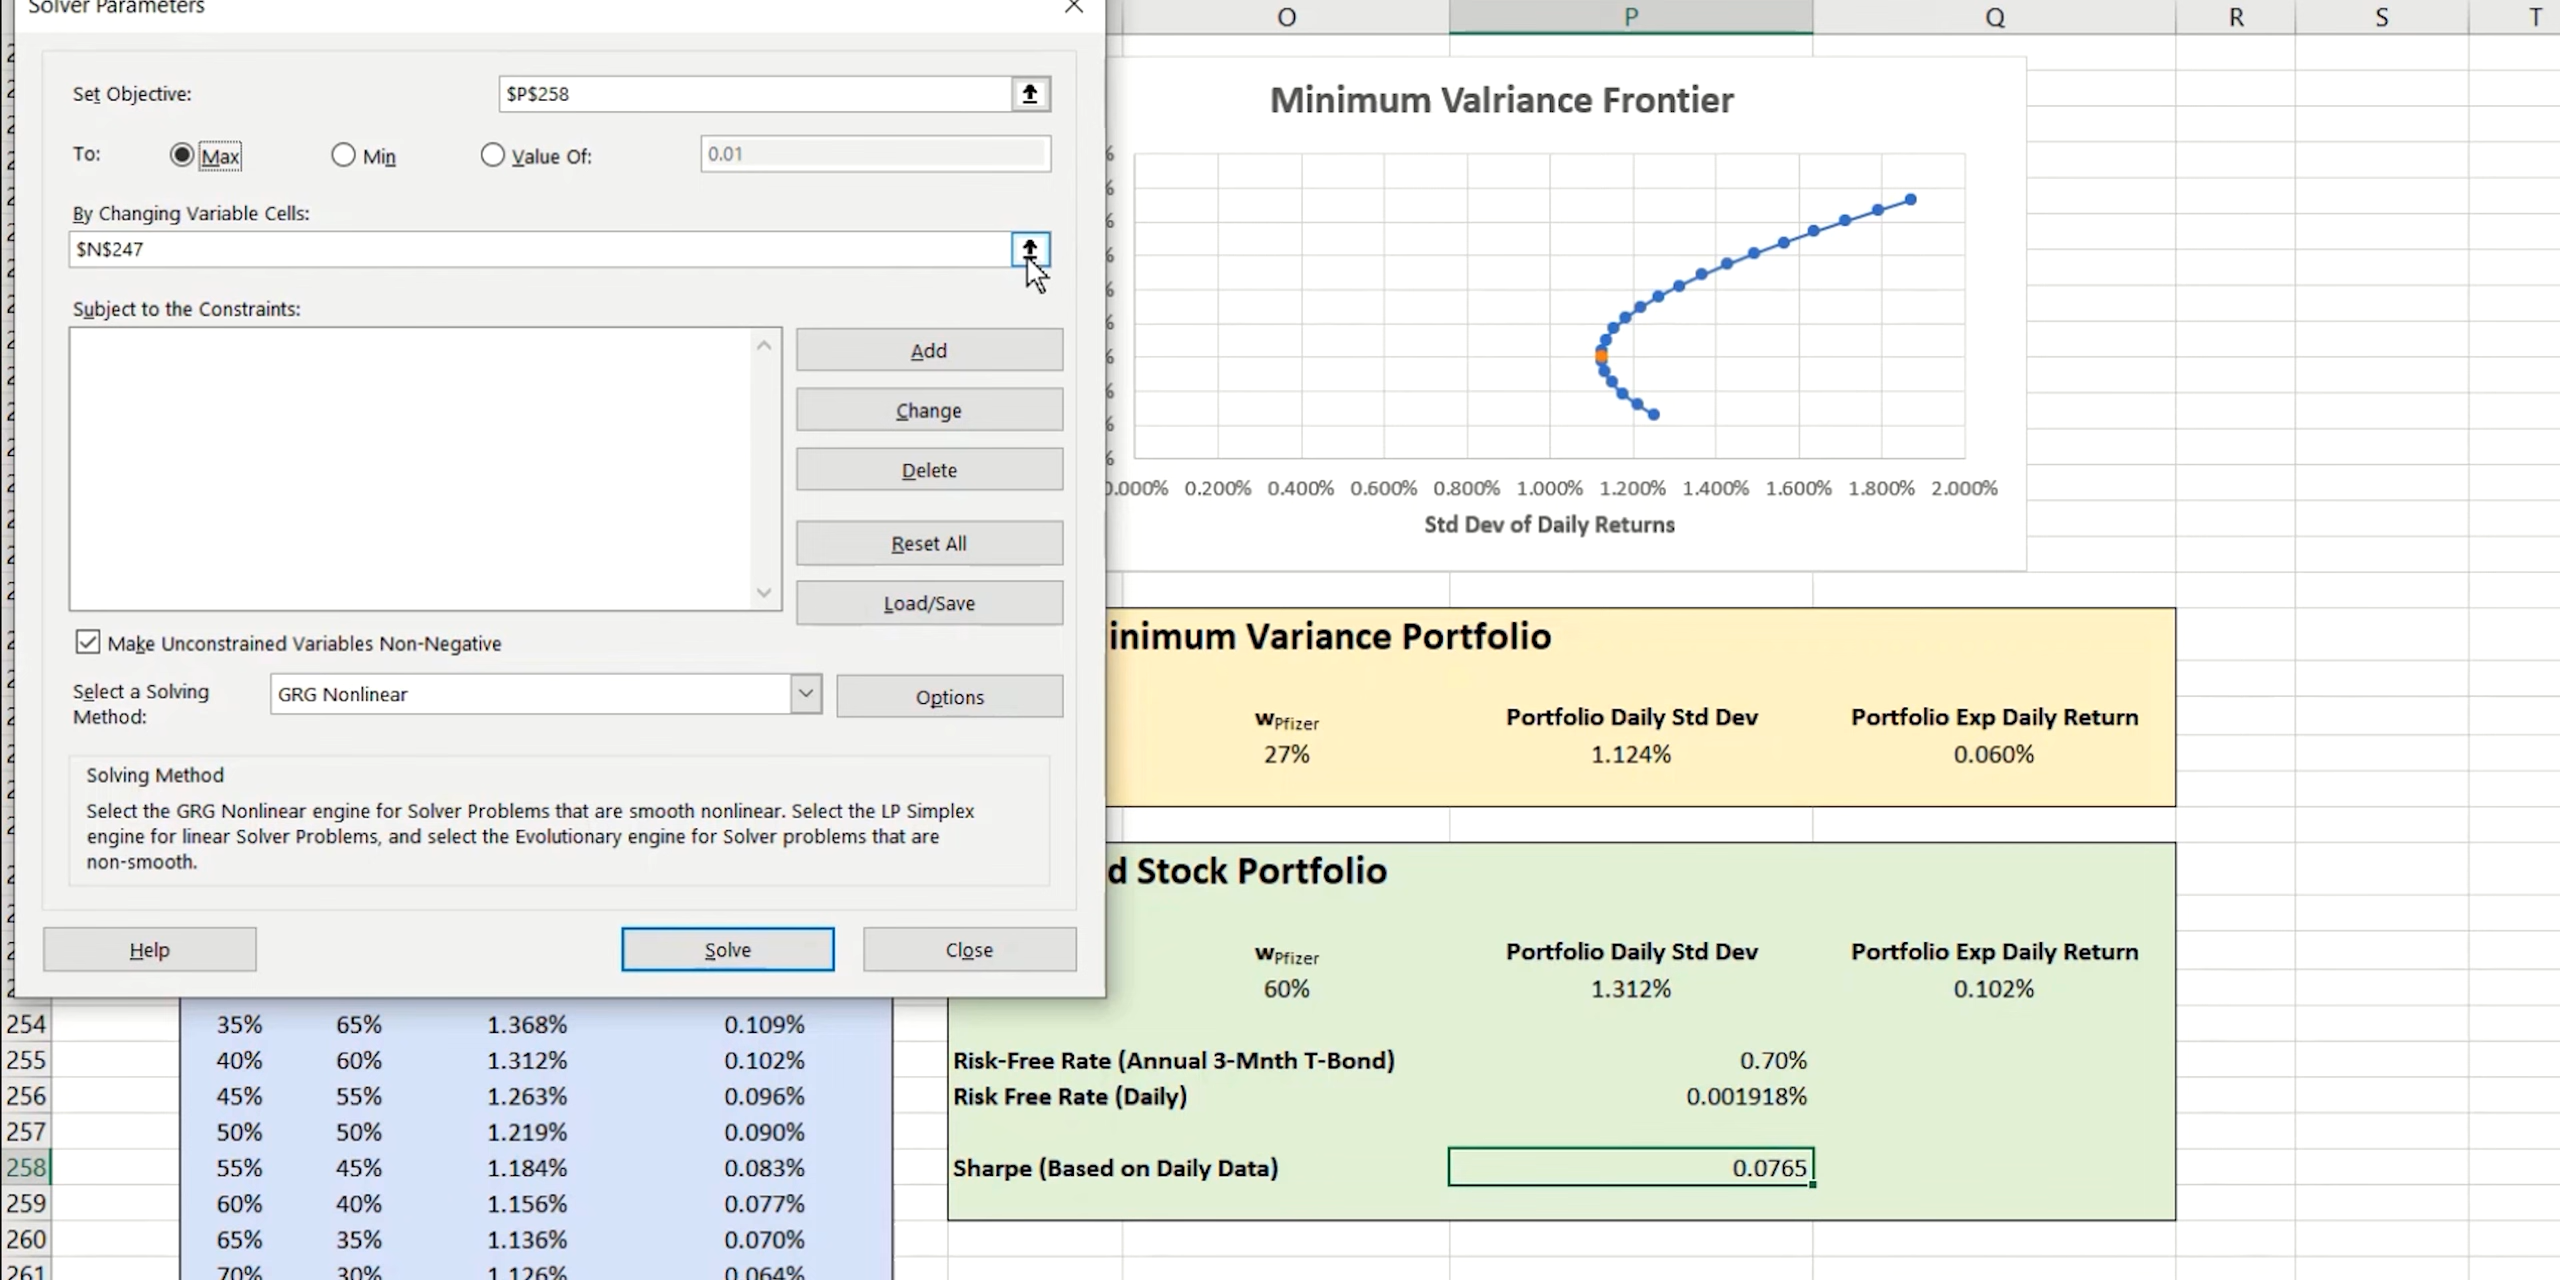 Solver Parameters
Set Objective:
$P$258
To:
Max
Min
Value Of:
0.01
By Changing Variable Cells:
$N$247
Subject to the Constraints:
Add
Change
Delete
Reset All
Load/Save
Make Unconstrained Variables Non-Negative
Select a Solving
Method:
GRG Nonlinear
Options
Solving Method
Select the GRG Nonlinear engine for Solver Problems that are smooth nonlinear. Select the LP Simplex
engine for linear Solver Problems, and select the Evolutionary engine for Solver problems that are
non-smooth.
Help
Solve
Close
O P Q R S T
Minimum Valriance Frontier
0.200% 0.400% 0.600% 0.800% 1.000% 1.200% 1.400% 1.600% 1.800% 2.000%
Std Dev of Daily Returns
inimum Variance Portfolio
wPfizer Portfolio Daily Std Dev Portfolio Exp Daily Return
27% 1.124% 0.060%
d Stock Portfolio
wPfizer Portfolio Daily Std Dev Portfolio Exp Daily Return
60% 1.312% 0.102%
Risk-Free Rate (Annual 3-Mnth T-Bond) 0.70%
Risk Free Rate (Daily) 0.001918%
Sharpe (Based on Daily Data) 0.0765
254 35% 65% 1.368% 0.109%
255 40% 60% 1.312% 0.102%
256 45% 55% 1.263% 0.096%
257 50% 50% 1.219% 0.090%
258 55% 45% 1.184% 0.083%
259 60% 40% 1.156% 0.077%
260 65% 35% 1.136% 0.070%
261 70% 30% 1.126% 0.064%